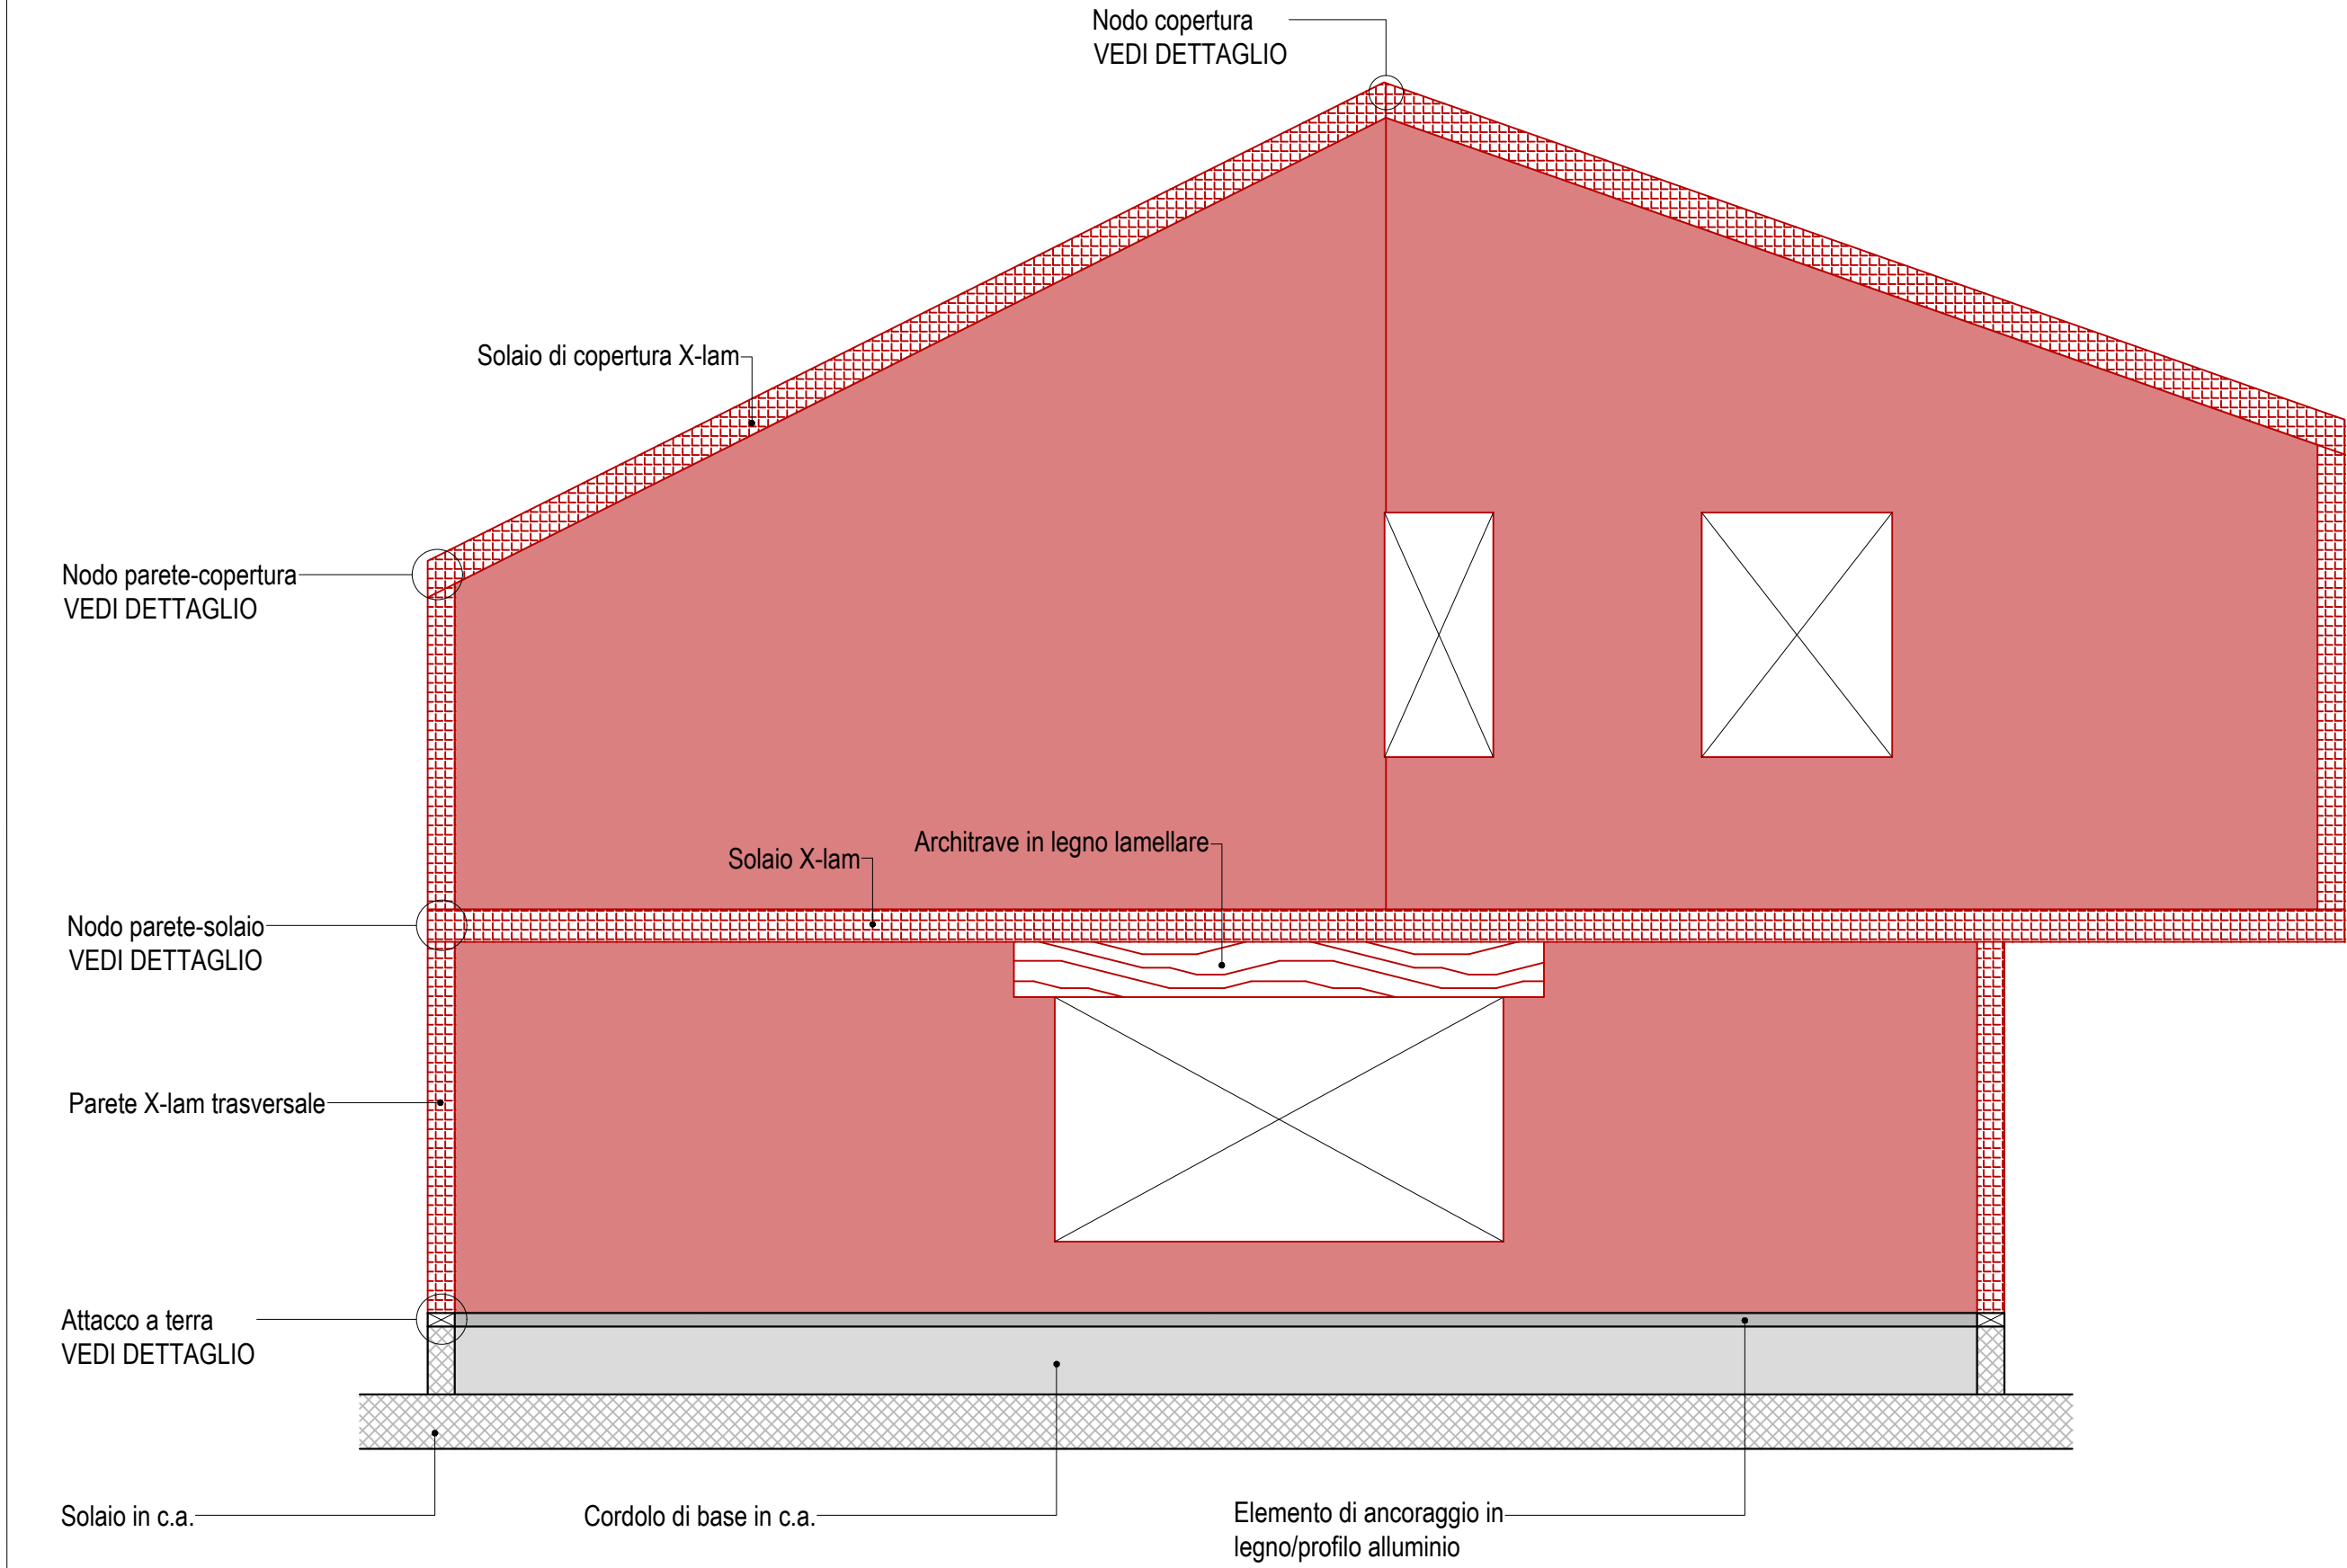 Nodo copertura
VEDI DETTAGLIO
Solaio di copertura X-lam
Nodo parete-copertura
VEDI DETTAGLIO
Architrave in legno lamellare
Solaio X-lam
Nodo parete-solaio
VEDI DETTAGLIO
Parete X-lam trasversale
Attacco a terra
VEDI DETTAGLIO
Solaio in c.a.
Cordolo di base in c.a.
Elemento di ancoraggio in
legno/profilo alluminio